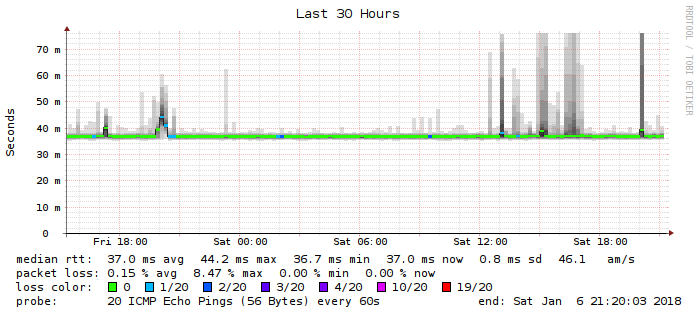 Last 30 Hours
RRDTOOL / TOBI OETIKER
Seconds
70 m
60 m
50 m
40 m
30 m
20 m
10 m
0
Fri 18:00 Sat 00:00 Sat 06:00 Sat 12:00 Sat 18:00
median rtt: 37.0 ms avg 44.2 ms max 36.7 ms min 37.0 ms now 0.8 ms sd 46.1 am/s
packet loss: 0.15 % avg 8.47 % max 0.00 % min 0.00 % now
loss color: 0 1/20 2/20 3/20 4/20 10/20 19/20
probe: 20 ICMP Echo Pings (56 Bytes) every 60s end: Sat Jan 6 21:20:03 2018